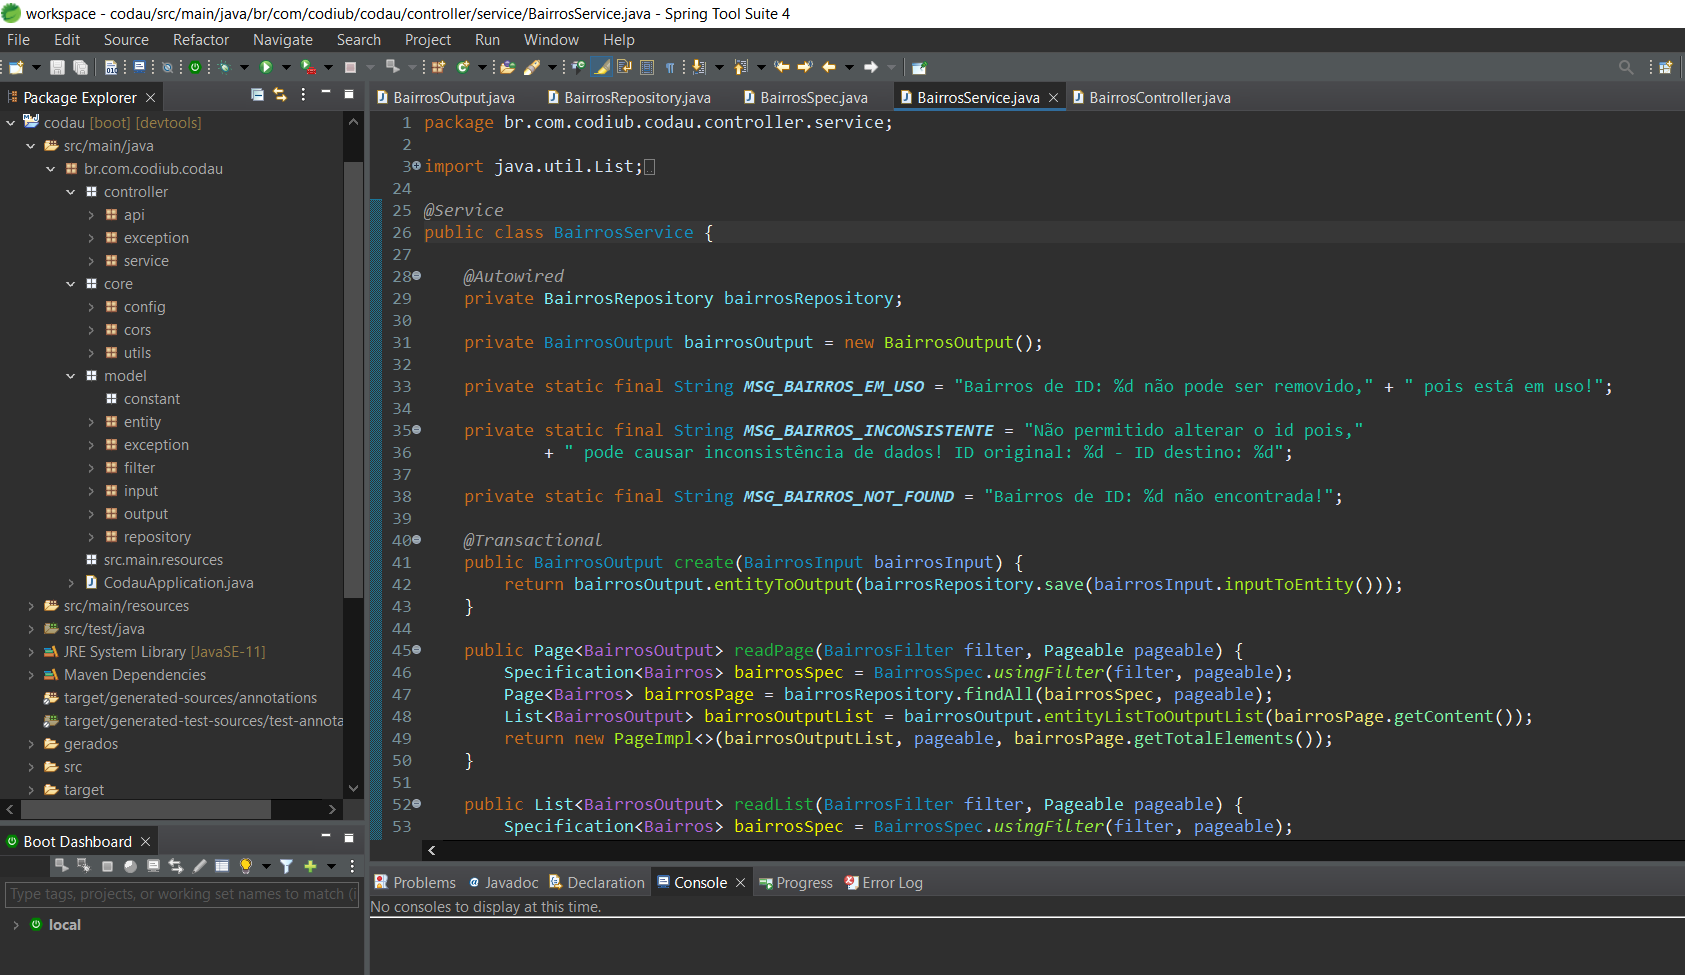 workspace - codau/src/main/java/br/com/codiub/codau/controller/service/BairrosService.java - Spring Tool Suite 4
File Edit Source Refactor Navigate Search Project Run Window Help
Package Explorer
codau [boot] [devtools]
src/main/java
br.com.codiub.codau
controller
api
exception
service
core
config
cors
utils
model
constant
entity
exception
filter
input
output
repository
src.main.resources
CodauApplication.java
src/main/resources
src/test/java
JRE System Library [JavaSE-11]
Maven Dependencies
target/generated-sources/annotations
target/generated-test-sources/test-annota
gerados
src
target
Boot Dashboard
Type tags, projects, or working set names to match (i
local
BairrosOutput.java BairrosRepository.java BairrosSpec.java BairrosService.java BairrosController.java
1 package br.com.codiub.codau.controller.service;
2
3 import java.util.List;
24
25 @Service
26 public class BairrosService {
27
28 @Autowired
29 private BairrosRepository bairrosRepository;
30
31 private BairrosOutput bairrosOutput = new BairrosOutput();
32
33 private static final String MSG_BAIRROS_EM_USO = "Bairros de ID: %d não pode ser removido," + " pois está em uso!";
34
35 private static final String MSG_BAIRROS_INCONSISTENTE = "Não permitido alterar o id pois,"
36 + " pode causar inconsistência de dados! ID original: %d - ID destino: %d";
37
38 private static final String MSG_BAIRROS_NOT_FOUND = "Bairros de ID: %d não encontrada!";
39
40 @Transactional
41 public BairrosOutput create(BairrosInput bairrosInput) {
42 return bairrosOutput.entityToOutput(bairrosRepository.save(bairrosInput.inputToEntity()));
43 }
44
45 public Page<BairrosOutput> readPage(BairrosFilter filter, Pageable pageable) {
46 Specification<Bairros> bairrosSpec = BairrosSpec.usingFilter(filter, pageable);
47 Page<Bairros> bairrosPage = bairrosRepository.findAll(bairrosSpec, pageable);
48 List<BairrosOutput> bairrosOutputList = bairrosOutput.entityListToOutputList(bairrosPage.getContent());
49 return new PageImpl<>(bairrosOutputList, pageable, bairrosPage.getTotalElements());
50 }
51
52 public List<BairrosOutput> readList(BairrosFilter filter, Pageable pageable) {
53 Specification<Bairros> bairrosSpec = BairrosSpec.usingFilter(filter, pageable);
Problems Javadoc Declaration Console Progress Error Log
No consoles to display at this time.